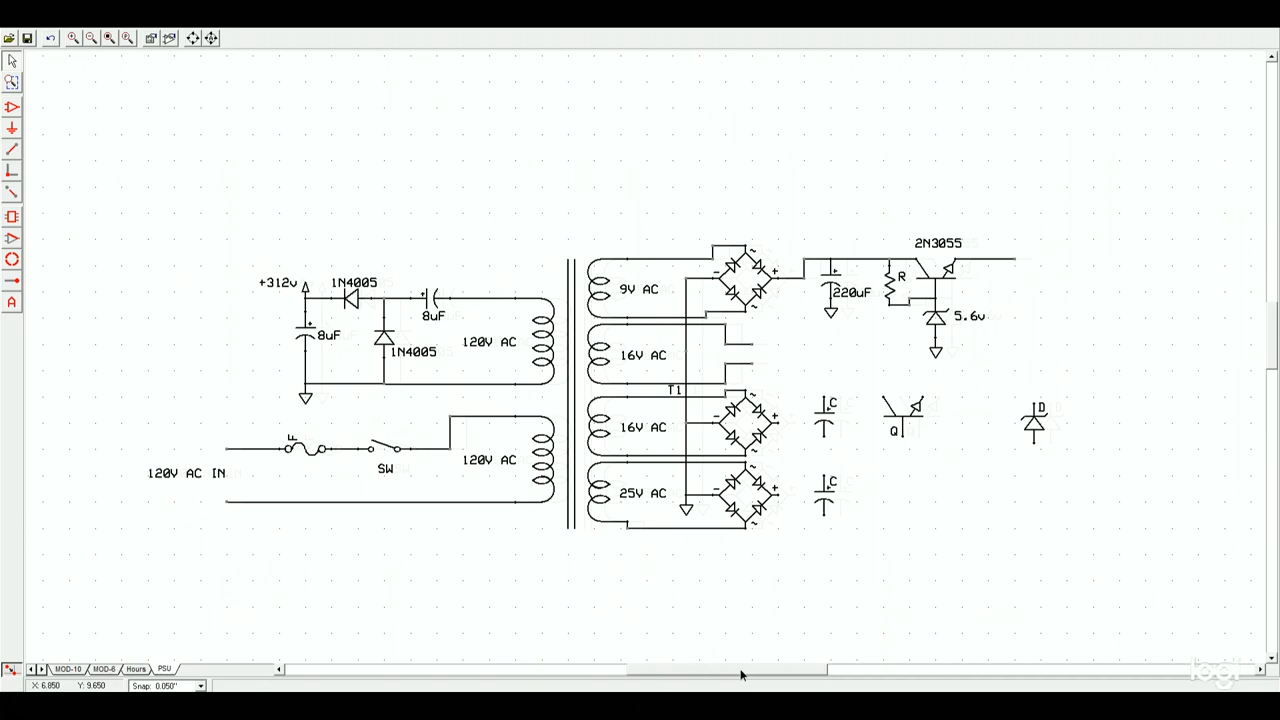 2N3055
+312v
1N4005
9V AC
R
220uF
8uF
8uF
5.6v
120V AC
1N4005
16V AC
T1
C
D
16V AC
Q
F
120V AC
SW
120V AC IN
C
25V AC
MOD-10
MOD-6
Hours
PSU
X: 6.850
Y: 9.650
Snap: 0.050"
logi